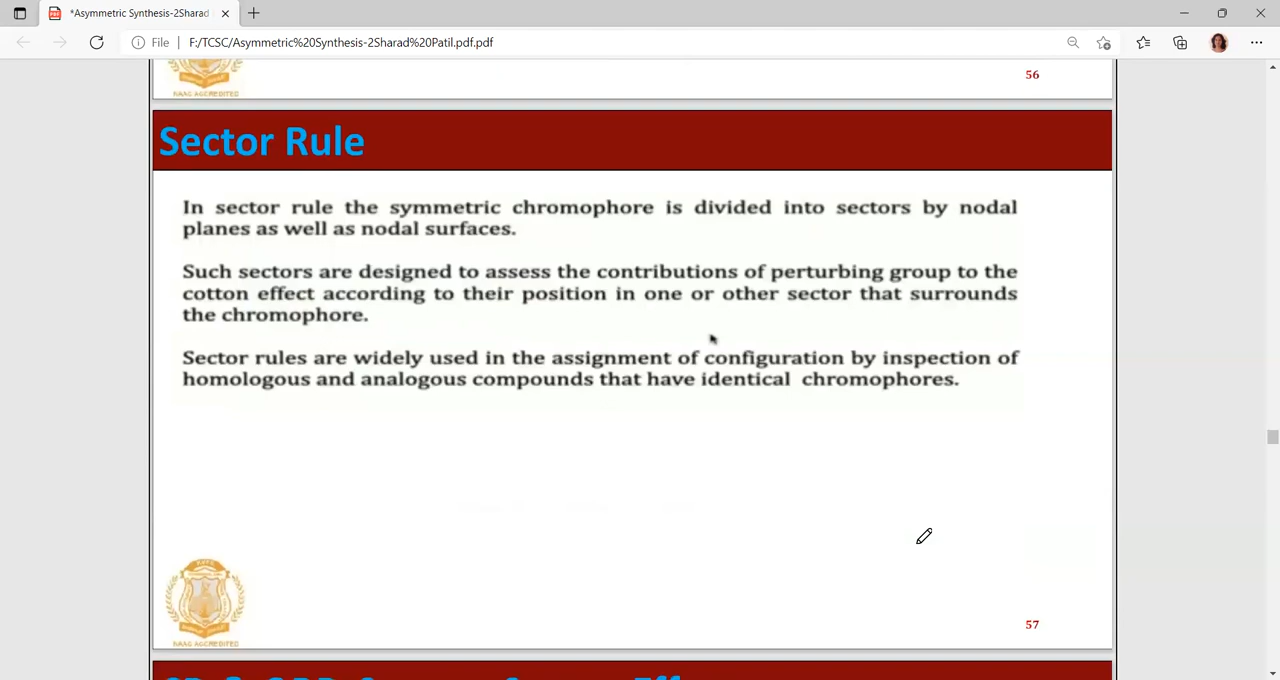 *Asymmetric Synthesis-2Sharad
File
F:/TCSC/Asymmetric%20Synthesis-2Sharad%20Patil.pdf.pdf
56
NAAC ACCREDITED
Sector Rule
In sector rule the symmetric chromophore is divided into sectors by nodal
planes as well as nodal surfaces.
Such sectors are designed to assess the contributions of perturbing group to the
cotton effect according to their position in one or other sector that surrounds
the chromophore.
Sector rules are widely used in the assignment of configuration by inspection of
homologous and analogous compounds that have identical chromophores.
NAAC ACCREDITED
57